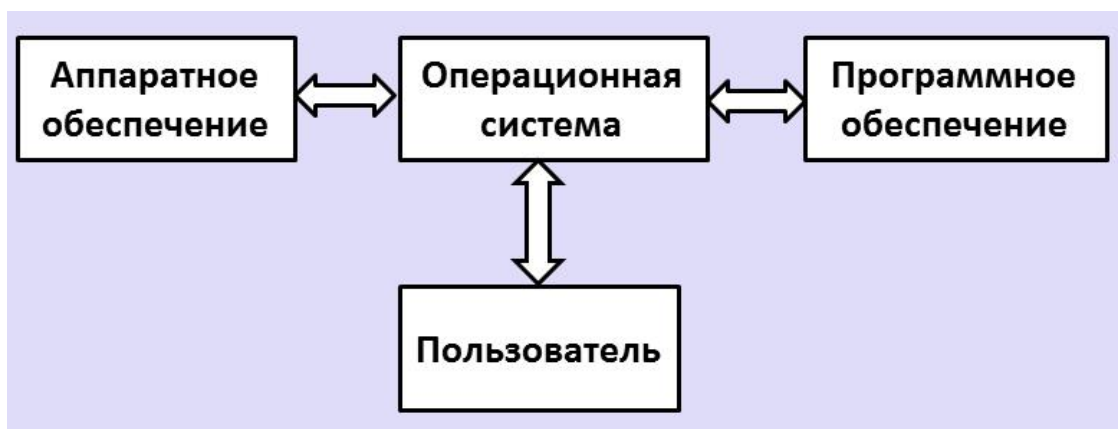 Аппаратное
обеспечение
Операционная
система
Программное
обеспечение
Пользователь